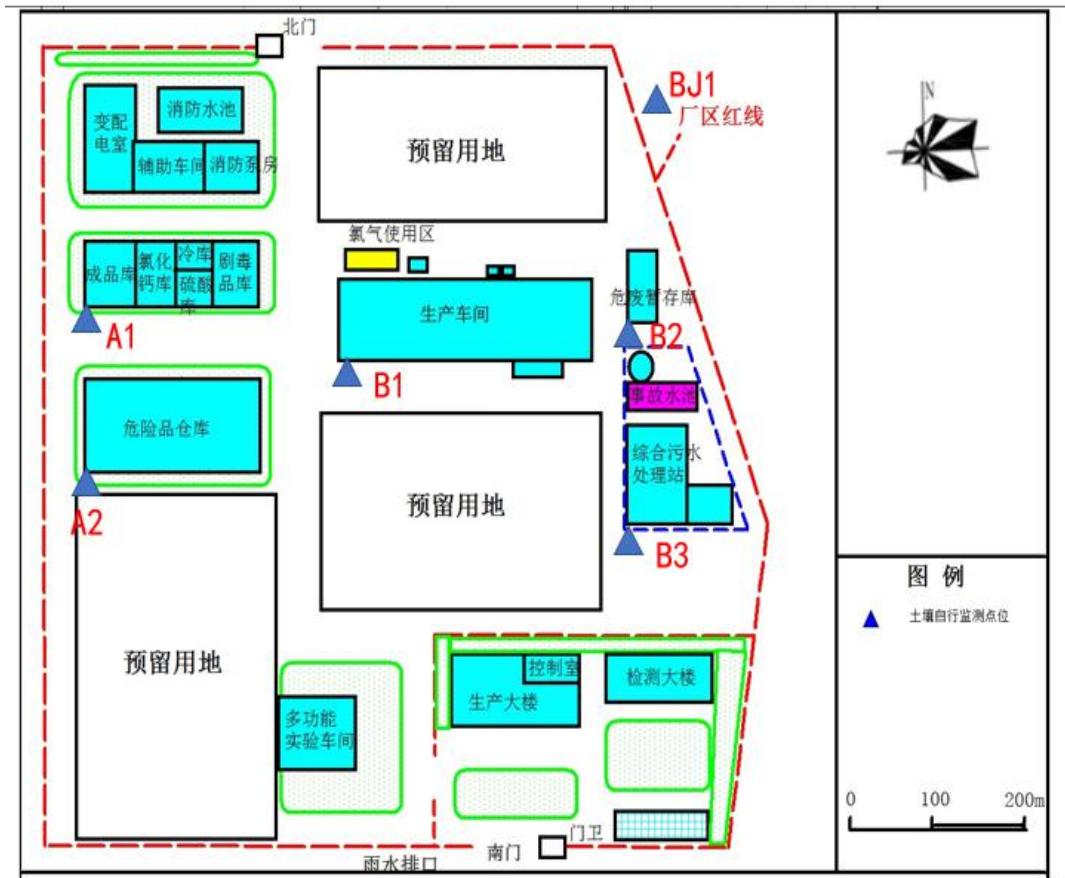 北门
BJ1
厂区红线
N
变配
电室
消防水池
辅助车间
消防泵房
预留用地
氯气使用区
成品库
氯化
钙库
冷库
硫酸
库
剧毒
品库
生产车间
危废暂存库
A1
B1
B2
事故水池
危险品仓库
综合污水
处理站
预留用地
A2
B3
图 例
土壤自行监测点位
预留用地
控制室
生产大楼
检测大楼
多功能
实验车间
0 100 200m
门卫
南门
雨水排口